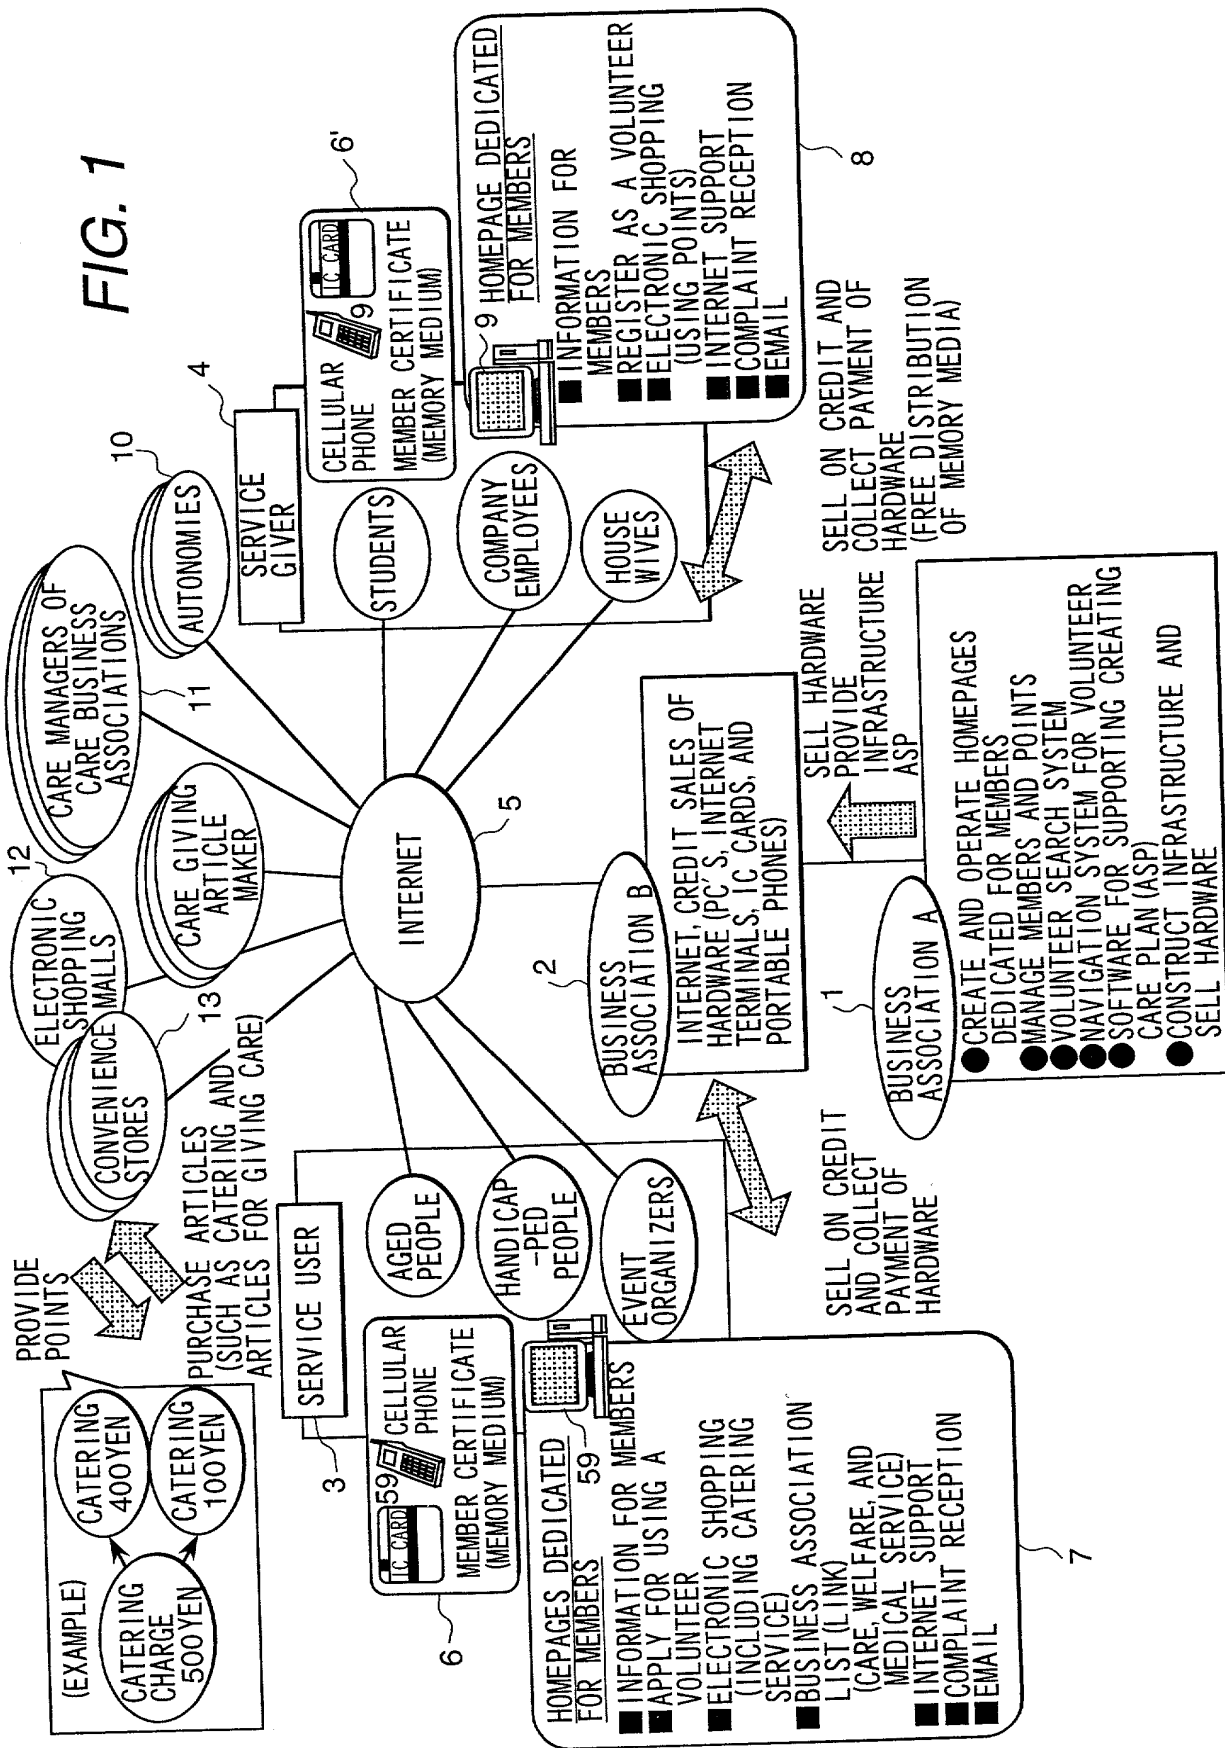 FIG. 1
(EXAMPLE)
CATERING
CHARGE
500YEN
CATERING
400YEN
CATERING
100YEN
PROVIDE
POINTS
PURCHASE ARTICLES
(SUCH AS CATERING AND
ARTICLES FOR GIVING CARE)
CONVENIENCE
STORES
13
ELECTRONIC
SHOPPING
MALLS
12
CARE GIVING
ARTICLE
MAKER
CARE MANAGERS OF
CARE BUSINESS
ASSOCIATIONS
11
AUTONOMIES
10
INTERNET
5
3
SERVICE USER
AGED
PEOPLE
HANDICAP
-PED
PEOPLE
EVENT
ORGANIZERS
6
IC CARD
59
CELLULAR
PHONE
MEMBER CERTIFICATE
(MEMORY MEDIUM)
HOMEPAGES DEDICATED
FOR MEMBERS
59
■INFORMATION FOR MEMBERS
■APPLY FOR USING A
VOLUNTEER
■ELECTRONIC SHOPPING
(INCLUDING CATERING
SERVICE)
■BUSINESS ASSOCIATION
LIST(LINK)
(CARE, WELFARE, AND
MEDICAL SERVICE)
■INTERNET SUPPORT
■COMPLAINT RECEPTION
■EMAIL
7
SERVICE
GIVER
4
STUDENTS
COMPANY
EMPLOYEES
HOUSE
WIVES
CELLULAR
PHONE
9
IC CARD
MEMBER CERTIFICATE
(MEMORY MEDIUM)
6'
9
HOMEPAGE DEDICATED
FOR MEMBERS
■INFORMATION FOR
MEMBERS
■REGISTER AS A VOLUNTEER
■ELECTRONIC SHOPPING
(USING POINTS)
■INTERNET SUPPORT
■COMPLAINT RECEPTION
■EMAIL
8
SELL ON CREDIT
AND COLLECT
PAYMENT OF
HARDWARE
2
BUSINESS
ASSOCIATION B
INTERNET, CREDIT SALES OF
HARDWARE(PC'S, INTERNET
TERMINALS, IC CARDS, AND
PORTABLE PHONES)
SELL ON CREDIT AND
COLLECT PAYMENT OF
HARDWARE
(FREE DISTRIBUTION
OF MEMORY MEDIA)
SELL HARDWARE
PROVIDE
INFRASTRUCTURE
ASP
1
BUSINESS
ASSOCIATION A
●CREATE AND OPERATE HOMEPAGES
DEDICATED FOR MEMBERS
●MANAGE MEMBERS AND POINTS
●VOLUNTEER SEARCH SYSTEM
●NAVIGATION SYSTEM FOR VOLUNTEER
●SOFTWARE FOR SUPPORTING CREATING
CARE PLAN(ASP)
●CONSTRUCT INFRASTRUCTURE AND
SELL HARDWARE